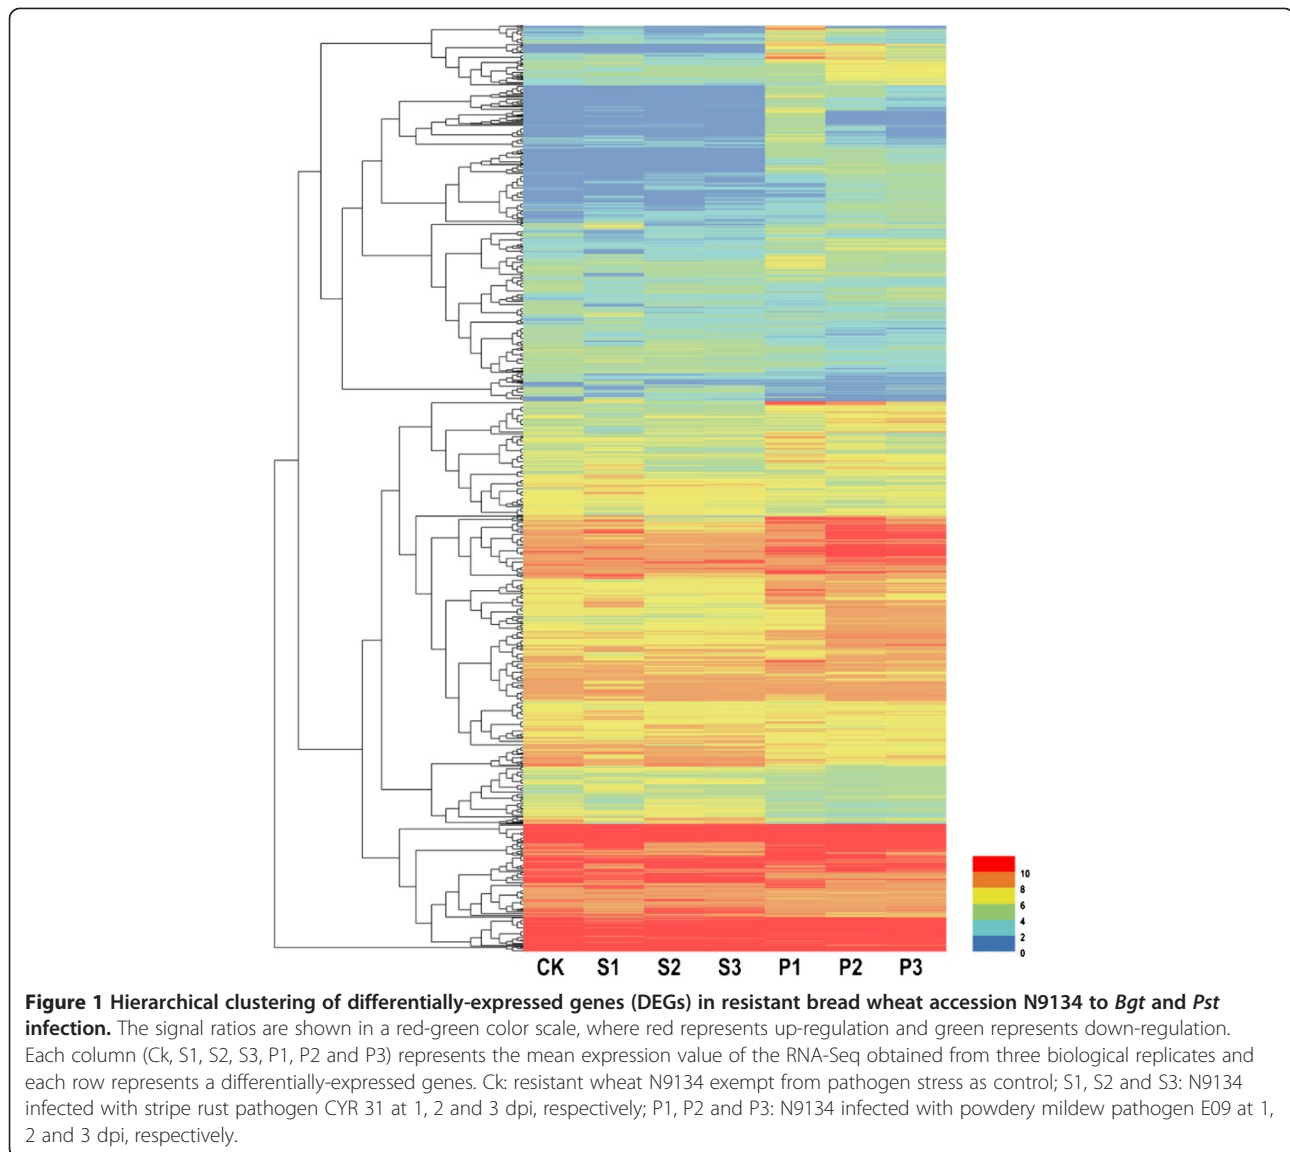 10
8
6
4
2
0
CK S1 S2 S3 P1 P2 P3
Figure 1 Hierarchical clustering of differentially-expressed genes (DEGs) in resistant bread wheat accession N9134 to Bgt and Pst
infection. The signal ratios are shown in a red-green color scale, where red represents up-regulation and green represents down-regulation.
Each column (Ck, S1, S2, S3, P1, P2 and P3) represents the mean expression value of the RNA-Seq obtained from three biological replicates and
each row represents a differentially-expressed genes. Ck: resistant wheat N9134 exempt from pathogen stress as control; S1, S2 and S3: N9134
infected with stripe rust pathogen CYR 31 at 1, 2 and 3 dpi, respectively; P1, P2 and P3: N9134 infected with powdery mildew pathogen E09 at 1,
2 and 3 dpi, respectively.